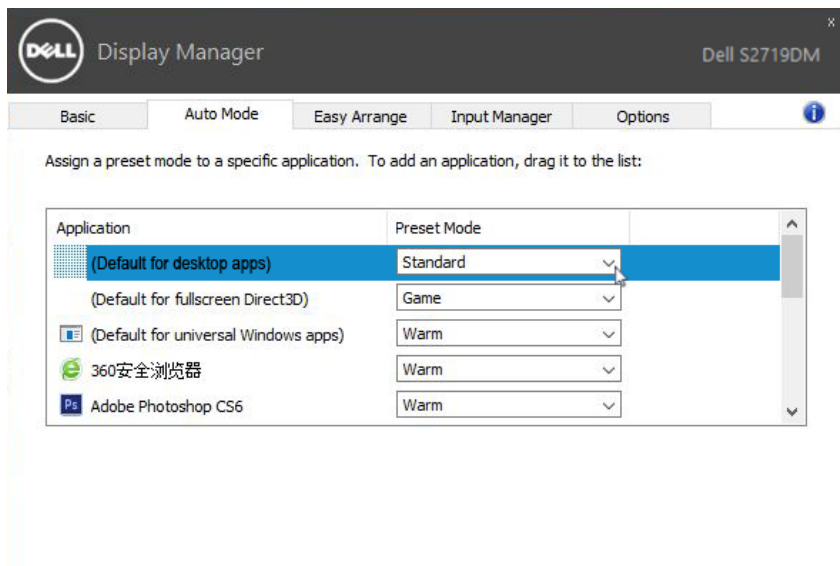 x
DELL Display Manager Dell S2719DM
Basic Auto Mode Easy Arrange Input Manager Options i
Assign a preset mode to a specific application. To add an application, drag it to the list:
Application Preset Mode
(Default for desktop apps) Standard
(Default for fullscreen Direct3D) Game
(Default for universal Windows apps) Warm
360安全浏览器 Warm
Ps Adobe Photoshop CS6 Warm